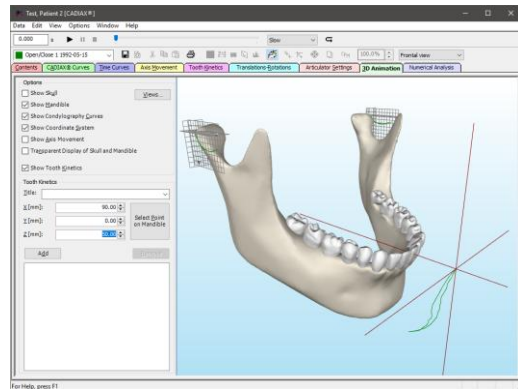 Test, Patient 2 [CADIAX®]
Data Edit View Options Window Help
0.000 s Slow
Open/Close 1 1992-05-15 100.0% Frontal view
Contents CADIAX® Curves Time Curves Axis Movement Tooth Kinetics Translations-Rotations Articulator Settings 3D Animation Numerical Analysis
Options
Show Skull Views...
Show Mandible
Show Condylography Curves
Show Coordinate System
Show Axis Movement
Transparent Display of Skull and Mandible
Show Tooth Kinetics
Tooth Kinetics
Title:
X [mm]: 90.00
Y [mm]: 0.00 Select Point on Mandible
Z [mm]: 50.00
Add
For Help, press F1